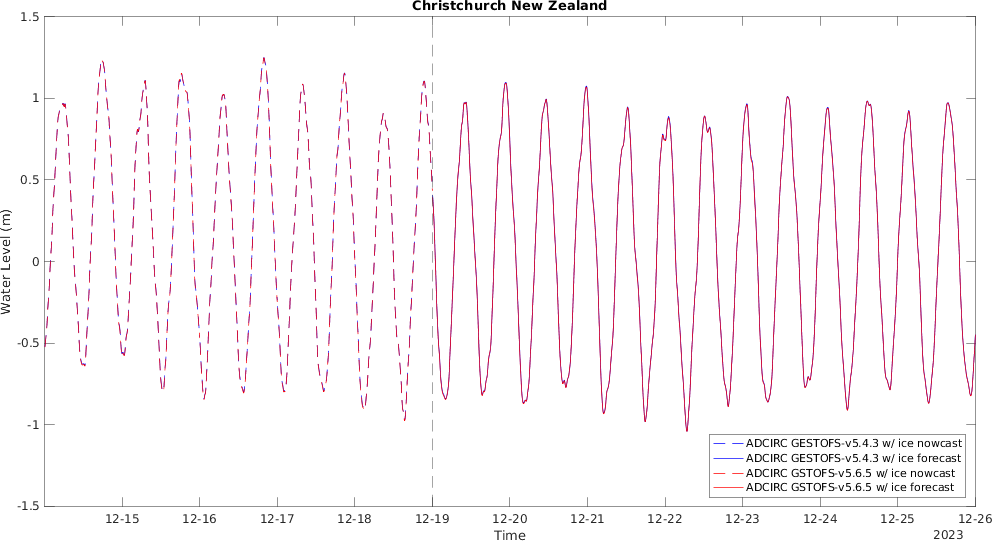 Christchurch New Zealand
1.5
1
0.5
0
-0.5
-1
-1.5
Water Level (m)
ADCIRC GESTOFS-v5.4.3 w/ ice nowcast
ADCIRC GESTOFS-v5.4.3 w/ ice forecast
ADCIRC GSTOFS-v5.6.5 w/ ice nowcast
ADCIRC GSTOFS-v5.6.5 w/ ice forecast
12-15 12-16 12-17 12-18 12-19 12-20 12-21 12-22 12-23 12-24 12-25 12-26
Time
2023